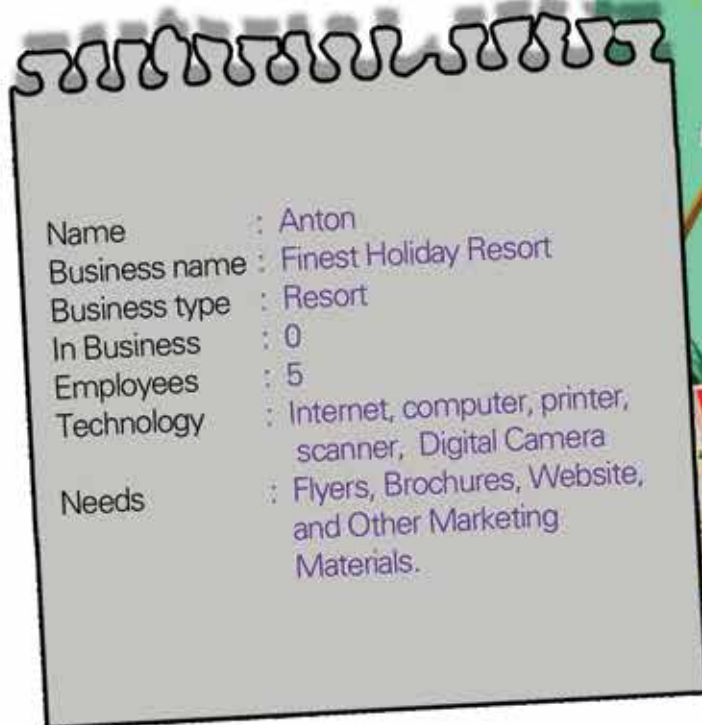 Name : Anton
Business name : Finest Holiday Resort
Business type : Resort
In Business : 0
Employees : 5
Technology : Internet, computer, printer,
scanner, Digital Camera
Needs : Flyers, Brochures, Website,
and Other Marketing
Materials.